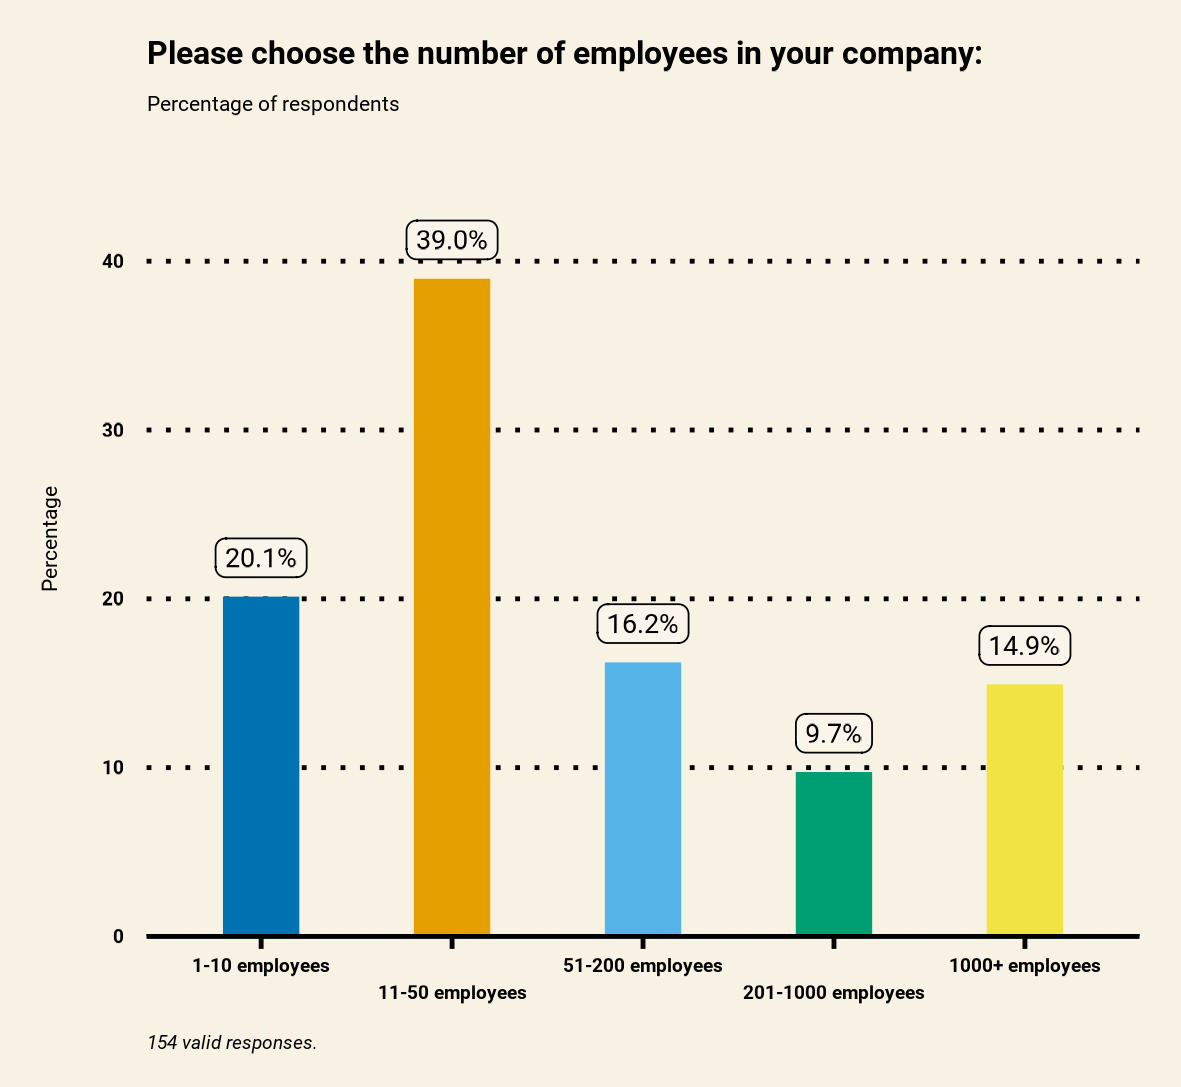 Please choose the number of employees in your company:
Percentage of respondents
39.0%
40
30
Percentage
20.1%
20
16.2%
14.9%
9.7%
10
0
1-10 employees
51-200 employees
1000+ employees
11-50 employees
201-1000 employees
154 valid responses.